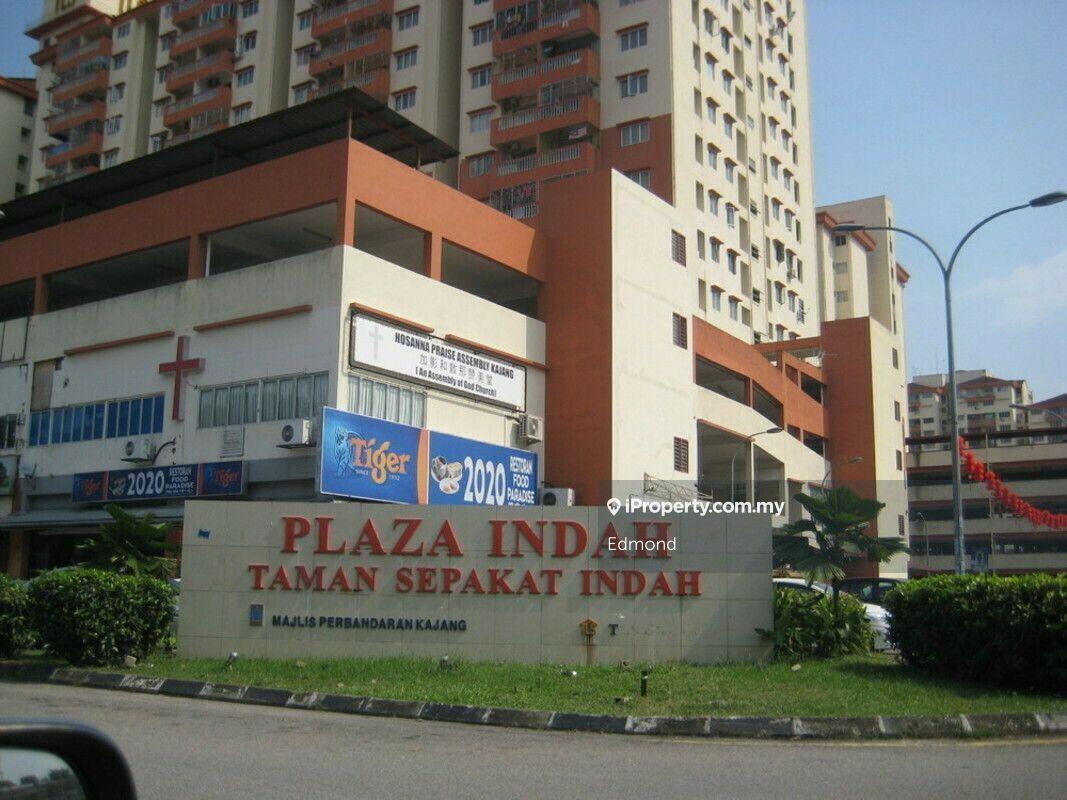 HOSANNA PRAISE ASSEMBLY KAJANG
加影和散那赞美堂
(An Assembly of God Church)
Tiger
SINCE 1932
2020
RESTORAN
FOOD
PARADISE
Tiger
2020
RESTORAN
FOOD
PARADISE
Tiger
iProperty.com.my
Edmond
PLAZA INDAH
TAMAN SEPAKAT INDAH
MAJLIS PERBANDARAN KAJANG
T